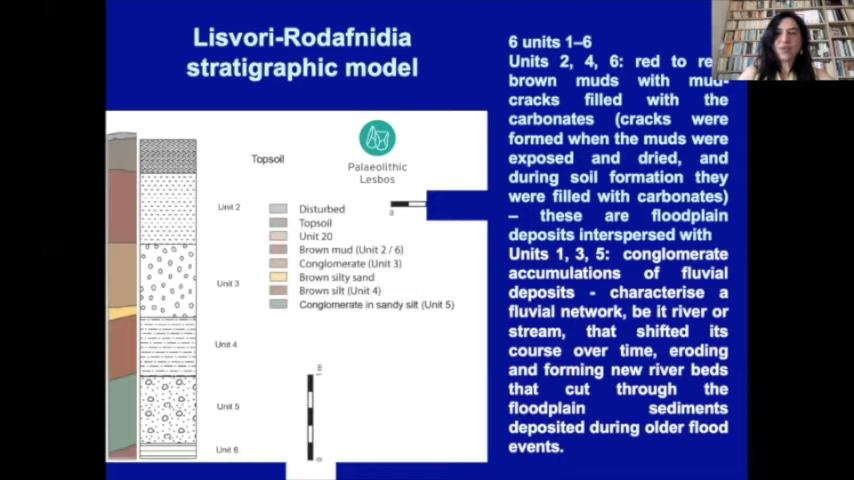 Lisvori-Rodafnidia
stratigraphic model
6 units 1–6
Units 2, 4, 6: red to
brown muds with mud-
cracks filled with the
carbonates (cracks were
formed when the muds were
exposed and dried, and
during soil formation they
were filled with carbonates)
– these are floodplain
deposits interspersed with
Units 1, 3, 5: conglomerate
accumulations of fluvial
deposits - characterise a
fluvial network, be it river or
stream, that shifted its
course over time, eroding
and forming new river beds
that cut through the
floodplain sediments
deposited during older flood
events.
Topsoil
Palaeolithic
Lesbos
Unit 2
0
Disturbed
Topsoil
Unit 20
Brown mud (Unit 2 / 6)
Conglomerate (Unit 3)
Brown silty sand
Brown silt (Unit 4)
Conglomerate in sandy silt (Unit 5)
Unit 3
Unit 4
Unit 5
Unit 6
1 m
0